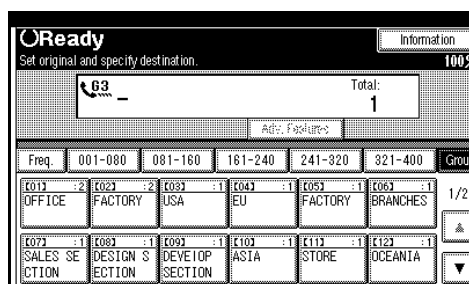 Ready
Information
Set original and specify destination.
100%
63
Total:
1
Adv. Features
Freq. 001-080 081-160 161-240 241-320 321-400 Grou
[01] :2 [02] :2 [03] :1 [04] :1 [05] :1 [06] :1
OFFICE FACTORY USA EU FACTORY BRANCHES
1/2
[07] :1 [08] :1 [09] :1 [10] :1 [11] :1 [12] :1
SALES SE DESIGN S DEVElOP ASIA STORE OCEANIA
CTION ECTION SECTION